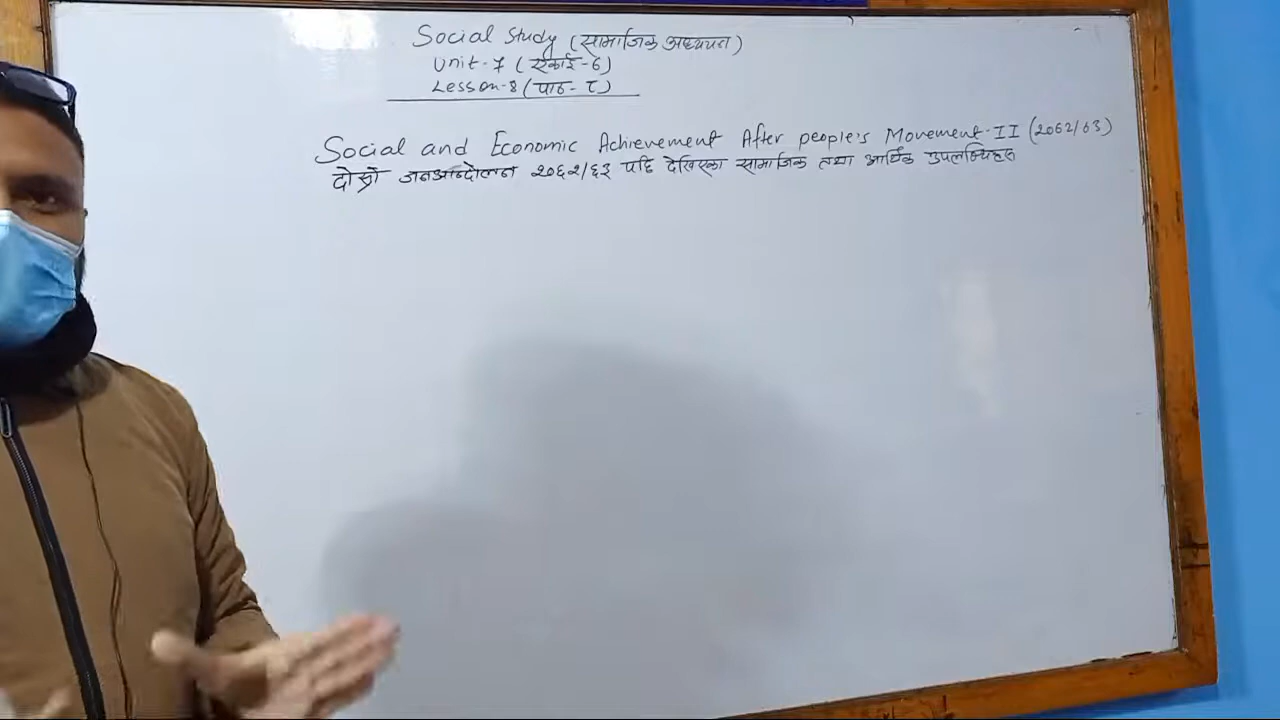 Social Study (सामाजिक अध्ययन)
Unit-7 (एकाई-६)
Lesson-8 (पाठ-८)
Social and Economic Achievement After people's Movement-II (2062/63)
दोस्रो जनआन्दोलन २०६२/६३ पछि देखिएका सामाजिक तथा आर्थिक उपलब्धिहरु